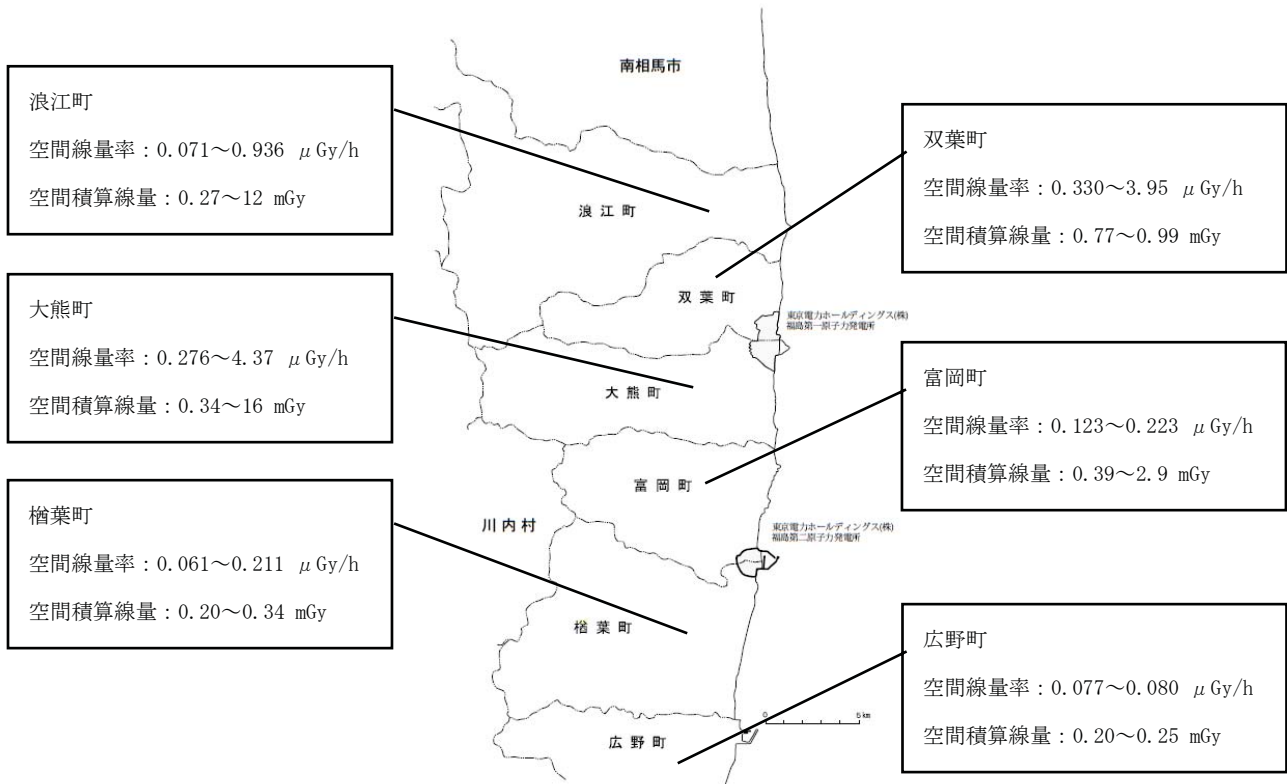 南相馬市
浪江町
空間線量率：0.071～0.936 μGy/h
空間積算線量：0.27～12 mGy
双葉町
空間線量率：0.330～3.95 μGy/h
空間積算線量：0.77～0.99 mGy
浪江町
大熊町
空間線量率：0.276～4.37 μGy/h
空間積算線量：0.34～16 mGy
双葉町
東京電力ホールディングス(株)
福島第一原子力発電所
大熊町
富岡町
空間線量率：0.123～0.223 μGy/h
空間積算線量：0.39～2.9 mGy
富岡町
楢葉町
空間線量率：0.061～0.211 μGy/h
空間積算線量：0.20～0.34 mGy
川内村
東京電力ホールディングス(株)
福島第二原子力発電所
楢葉町
広野町
空間線量率：0.077～0.080 μGy/h
空間積算線量：0.20～0.25 mGy
0 5km
広野町